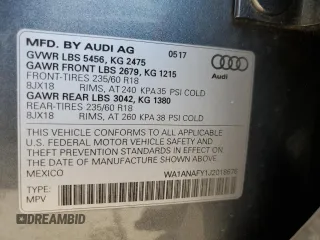 MFD. BY AUDI AG 0517
GVWR LBS 5456, KG 2475
GAWR FRONT LBS 2679, KG 1215
FRONT-TIRES 235/60 R18
8JX18 RIMS, AT 240 KPA 35 PSI COLD
GAWR REAR LBS 3042, KG 1380
REAR-TIRES 235/60 R18
8JX18 RIMS, AT 260 KPA 38 PSI COLD
Audi
THIS VEHICLE CONFORMS TO ALL APPLICABLE
U.S. FEDERAL MOTOR VEHICLE SAFETY AND
THEFT PREVENTION STANDARDS IN EFFECT ON
THE DATE OF MANUFACTURE SHOWN ABOVE.
MEXICO
TYPE:
MPV
DREAMBID